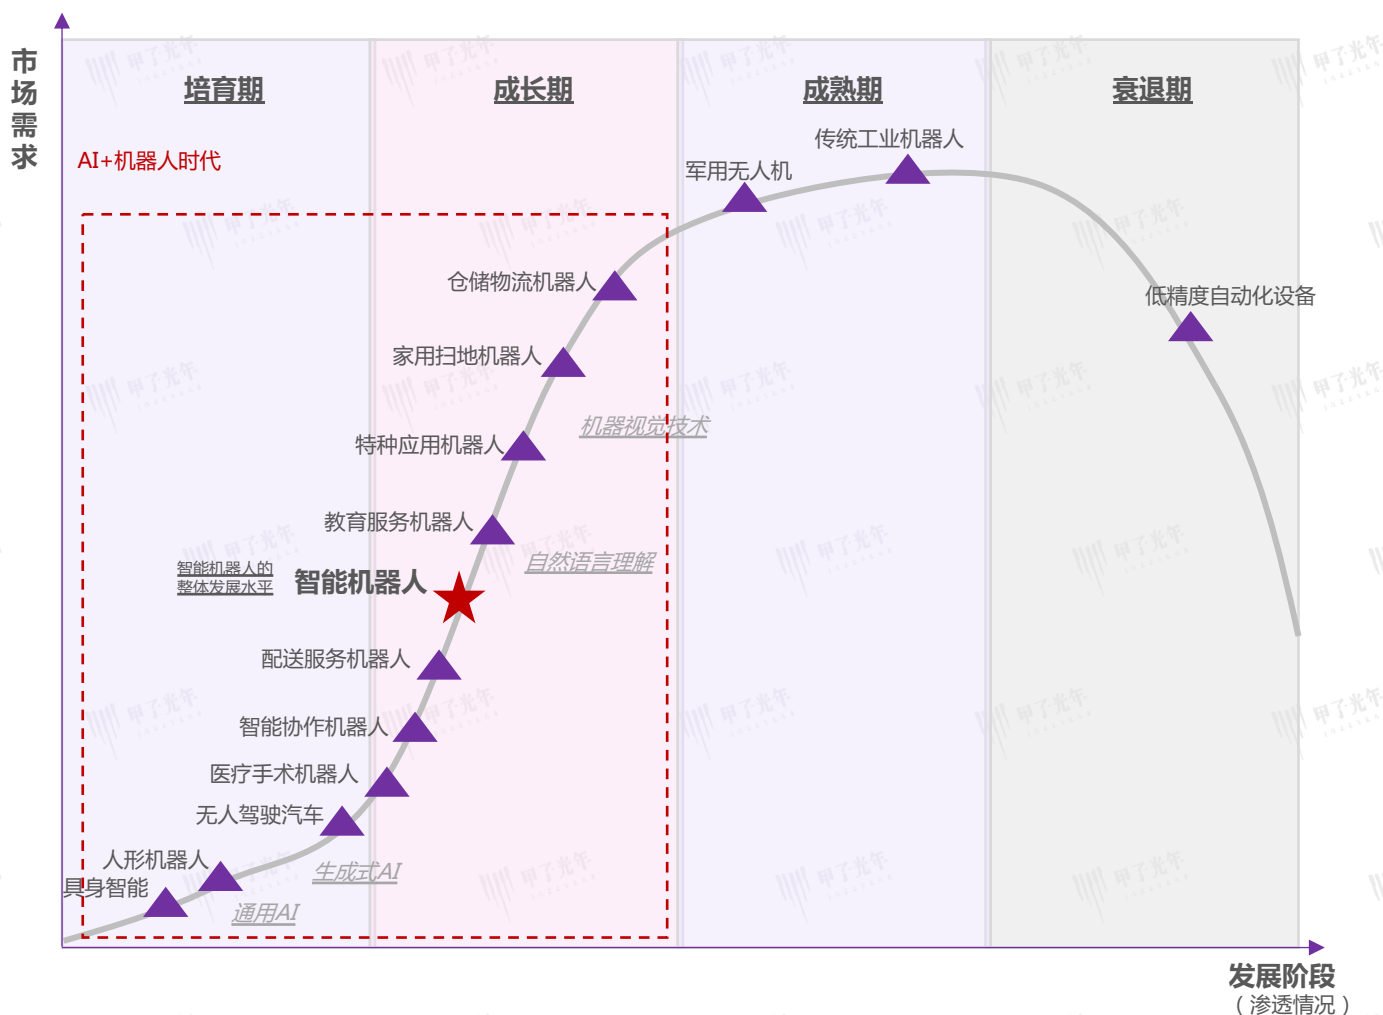 市场需求
培育期
成长期
成熟期
衰退期
AI+机器人时代
传统工业机器人
军用无人机
仓储物流机器人
低精度自动化设备
家用扫地机器人
机器视觉技术
特种应用机器人
教育服务机器人
自然语言理解
智能机器人的
整体发展水平
智能机器人
配送服务机器人
智能协作机器人
医疗手术机器人
无人驾驶汽车
人形机器人
生成式AI
具身智能
通用AI
发展阶段
（渗透情况）
甲子光年